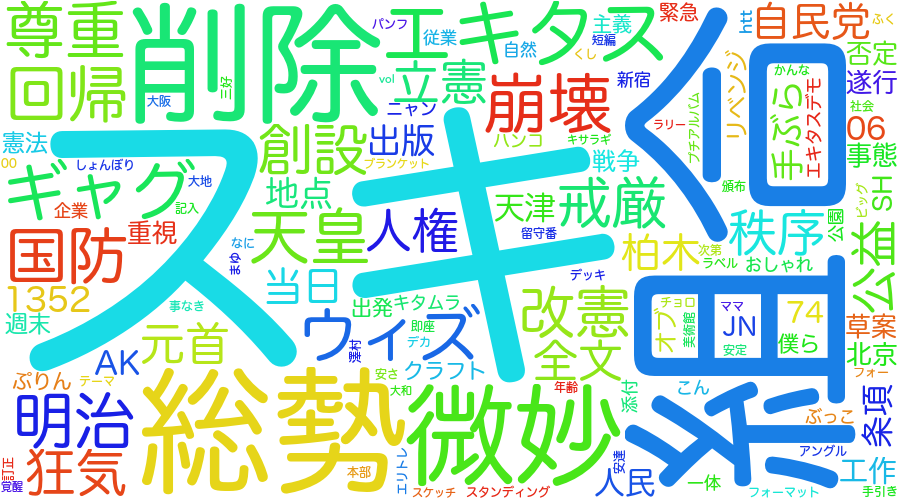 尊重
削除
エキタス
パンフ
従業
主義
短編
緊急
htt
自民党
ふく
回帰
大阪
三好
自然
くし
立憲
vol
新宿
リベンジ
かんな
否定
遂行
手ぶら
エキタスデモ
社会
崩壊
ニャン
ハンコ
キサラギ
ラリー
プチアルバム
06
憲法
00
しょんぼり
創設
出版
ブランケット
戦争
事態
スキ
組合
ギャグ
大地
地点
戒厳
頒布
ビッグ
SH
企業
記入
天皇
人権
天津
留守番
公園
国防
重視
なに
まゆ
柏木
次第
秩序
ラベル
おしゃれ
公益
当日
デッキ
1352
事なき
出発
キタムラ
改憲
オブ
チョロ
美術館
ママ
JN
74
週末
元首
ウィズ
即座
デカ
全文
安定
僕ら
草案
北京
AK
澤村
安さ
大和
クラフト
フォー
ぷりん
テーマ
総勢
微妙
年齢
添付
こん
ぶっこ
条項
明治
狂気
訂正
覚醒
本部
エリトレ
スケッチ
スタンディング
安達
人民
一体
アングル
フォーマット
工作
手引き